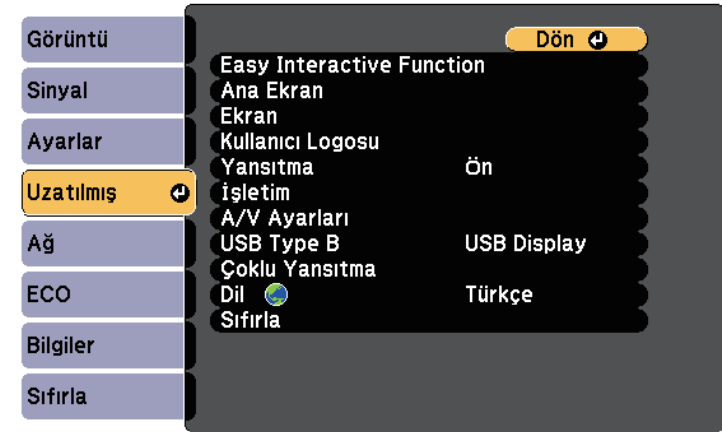 Görüntü
Sinyal
Ayarlar
Uzatılmış
Ağ
ECO
Bilgiler
Sıfırla
Dön
Easy Interactive Function
Ana Ekran
Ekran
Kullanıcı Logosu
Yansıtma Ön
İşletim
A/V Ayarları
USB Type B USB Display
Çoklu Yansıtma
Dil Türkçe
Sıfırla